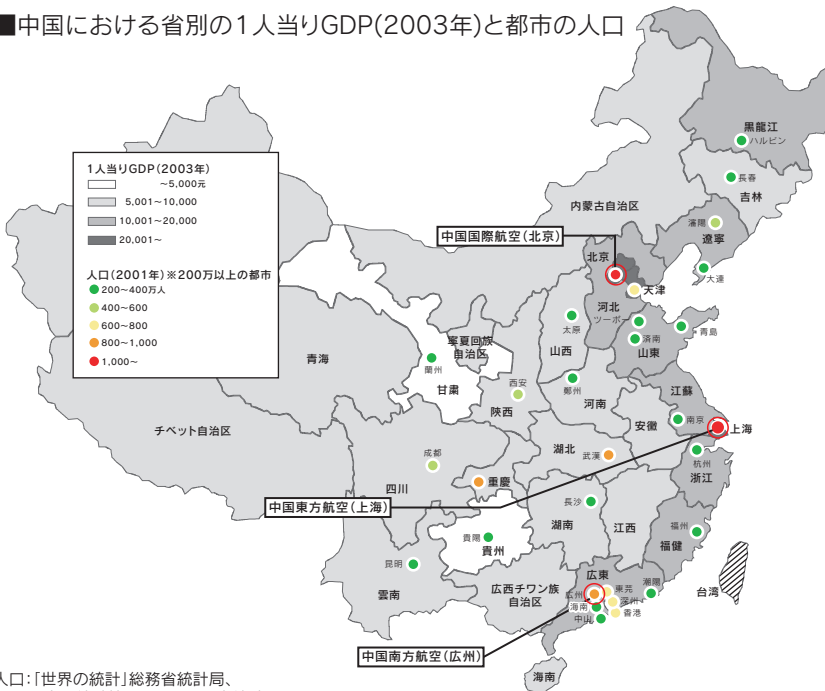 ■中国における省別の1人当りGDP(2003年)と都市の人口
1人当りGDP(2003年)
~5,000元
5,001~10,000
10,001~20,000
20,001~
人口(2001年)※200万以上の都市
200~400万人
400~600
600~800
800~1,000
1,000~
黒龍江
ハルビン
長春
吉林
内蒙古自治区
瀋陽
遼寧
大連
中国国際航空(北京)
北京
天津
河北
ツーポー
済南
山東
青島
太原
山西
寧夏回族
自治区
青海
蘭州
甘粛
西安
陝西
鄭州
河南
江蘇
南京
安徽
上海
チベット自治区
成都
四川
重慶
湖北
武漢
杭州
浙江
中国東方航空(上海)
長沙
湖南
江西
福州
福健
貴陽
貴州
昆明
雲南
広西チワン族
自治区
広東
広州
東莞
深圳
香港
潮陽
海南
中山
台湾
中国南方航空(広州)
海南
人口:「世界の統計」総務省統計局、